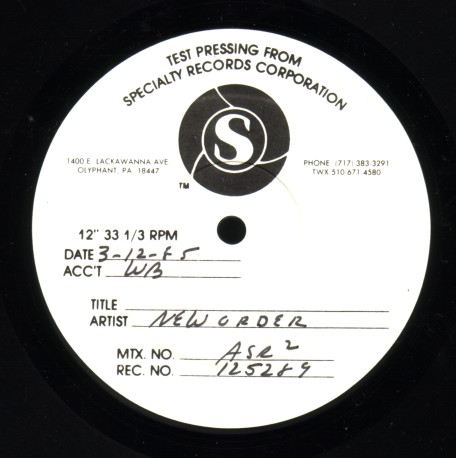 TEST PRESSING FROM
SPECIALTY RECORDS CORPORATION
S
1400 E. LACKAWANNA AVE
OLYPHANT, PA 18447
PHONE (717) 383-3291
TWX 510-671-4580
TM
12" 33 1/3 RPM
DATE 3-12-85
ACC'T WB
TITLE
ARTIST NEW ORDER
MTX. NO. ASR2
REC. NO. 125289